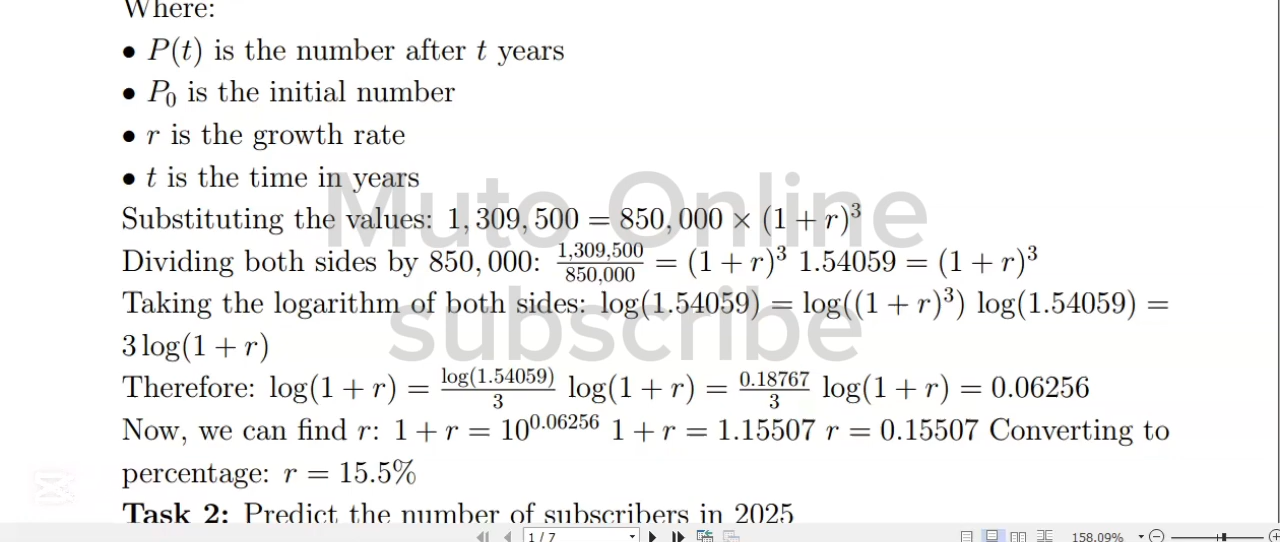 Where:
• P(t) is the number after t years
• P₀ is the initial number
• r is the growth rate
• t is the time in years
Substituting the values: 1,309,500 = 850,000 × (1 + r)³
Dividing both sides by 850,000: 1,309,500/850,000 = (1 + r)³ 1.54059 = (1 + r)³
Taking the logarithm of both sides: log(1.54059) = log((1 + r)³) log(1.54059) =
3 log(1 + r)
Therefore: log(1 + r) = log(1.54059)/3 log(1 + r) = 0.18767/3 log(1 + r) = 0.06256
Now, we can find r: 1 + r = 10^0.06256 1 + r = 1.15507 r = 0.15507 Converting to
percentage: r = 15.5%
Task 2: Predict the number of subscribers in 2025
Muto Online
subscribe
1 / 7
158.09%